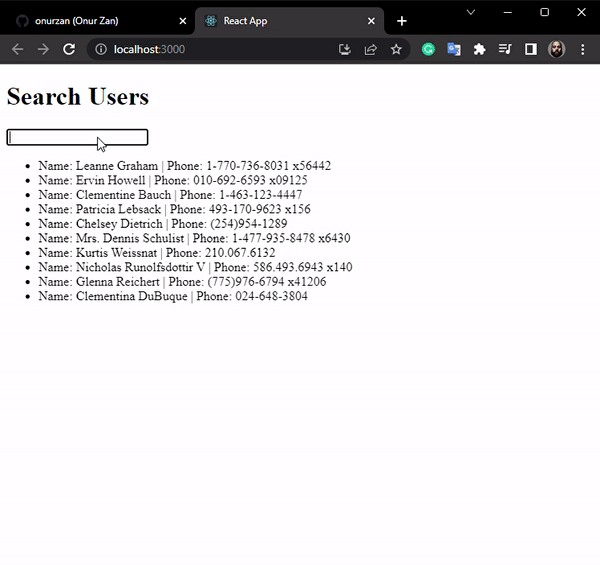 onurzan (Onur Zan)
React App
localhost:3000
Search Users
Name: Leanne Graham | Phone: 1-770-736-8031 x56442
Name: Ervin Howell | Phone: 010-692-6593 x09125
Name: Clementine Bauch | Phone: 1-463-123-4447
Name: Patricia Lebsack | Phone: 493-170-9623 x156
Name: Chelsey Dietrich | Phone: (254)954-1289
Name: Mrs. Dennis Schulist | Phone: 1-477-935-8478 x6430
Name: Kurtis Weissnat | Phone: 210.067.6132
Name: Nicholas Runolfsdottir V | Phone: 586.493.6943 x140
Name: Glenna Reichert | Phone: (775)976-6794 x41206
Name: Clementina DuBuque | Phone: 024-648-3804